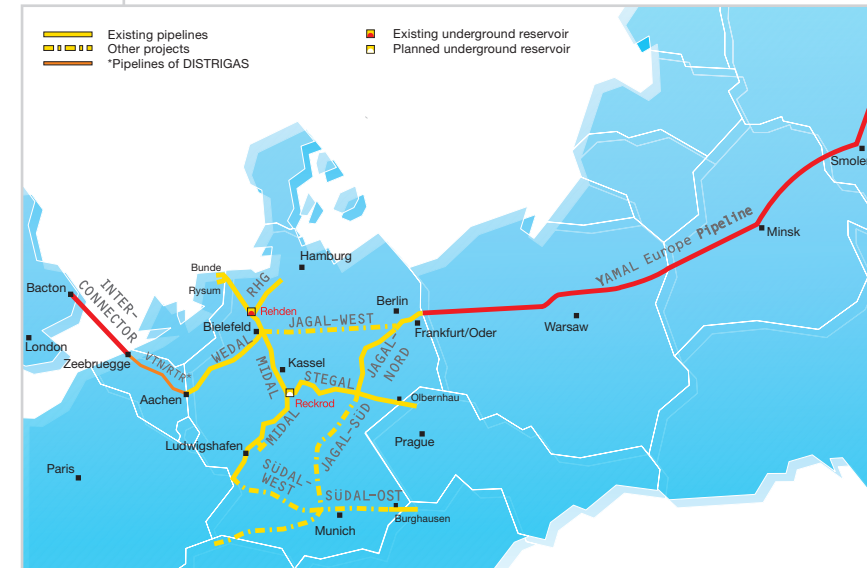 Existing pipelines
Other projects
*Pipelines of DISTRIGAS
Existing underground reservoir
Planned underground reservoir
Minsk
YAMAL Europe Pipeline
Hamburg
Bunde
Rysum
RHG
Rehden
Bacton
INTER-
CONNECTOR
London
Zeebruegge
VTN/RTR*
Aachen
Bielefeld
WEDAL
JAGAL-WEST
Berlin
Frankfurt/Oder
Warsaw
MIDAL
Kassel
STEGAL
JAGAL
NORD
Reckrod
Olbernhau
MIDAL
JAGAL-SÜD
Prague
Ludwigshafen
Paris
SÜDAL-
WEST
SÜDAL-OST
Burghausen
Munich